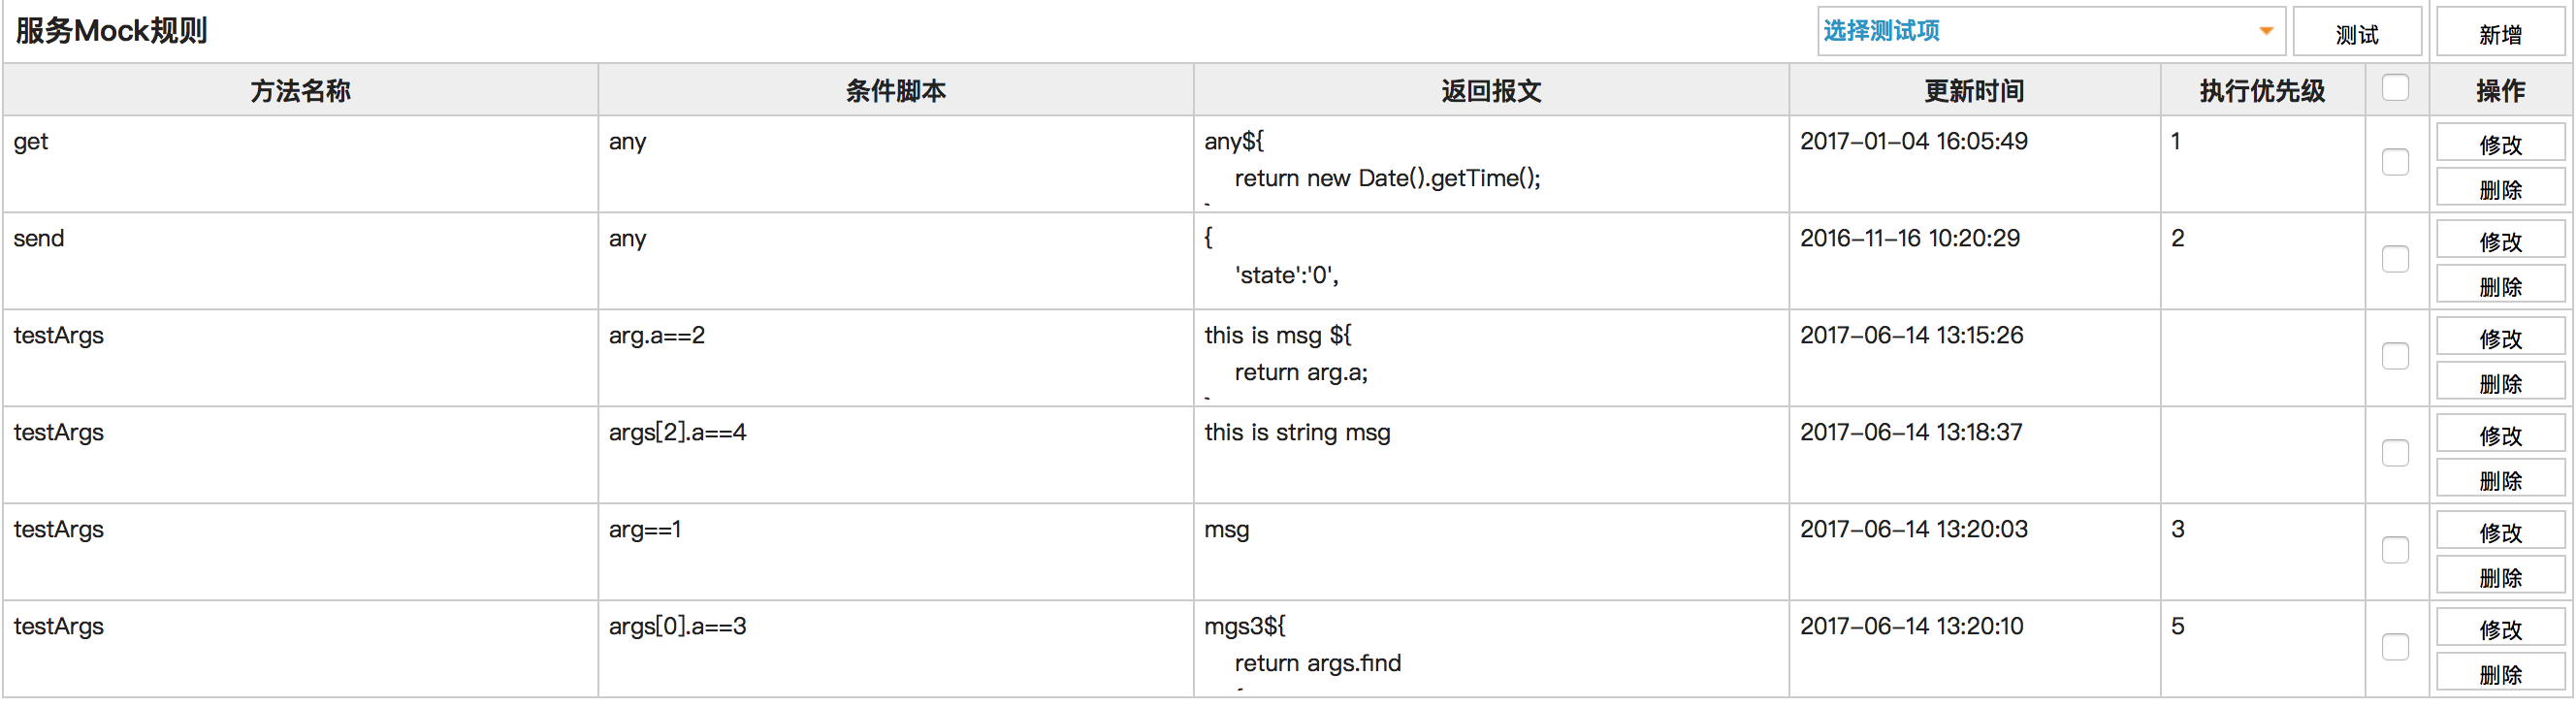 服务Mock规则 选择测试项 测试 新增
方法名称 条件脚本 返回报文 更新时间 执行优先级 操作
get any any${ 2017-01-04 16:05:49 1 修改
return new Date().getTime();
删除
send any { 2016-11-16 10:20:29 2 修改
'state':'0',
删除
testArgs arg.a==2 this is msg ${ 2017-06-14 13:15:26 修改
return arg.a;
删除
testArgs args[2].a==4 this is string msg 2017-06-14 13:18:37 修改
删除
testArgs arg==1 msg 2017-06-14 13:20:03 3 修改
删除
testArgs args[0].a==3 mgs3${ 2017-06-14 13:20:10 5 修改
return args.find
删除